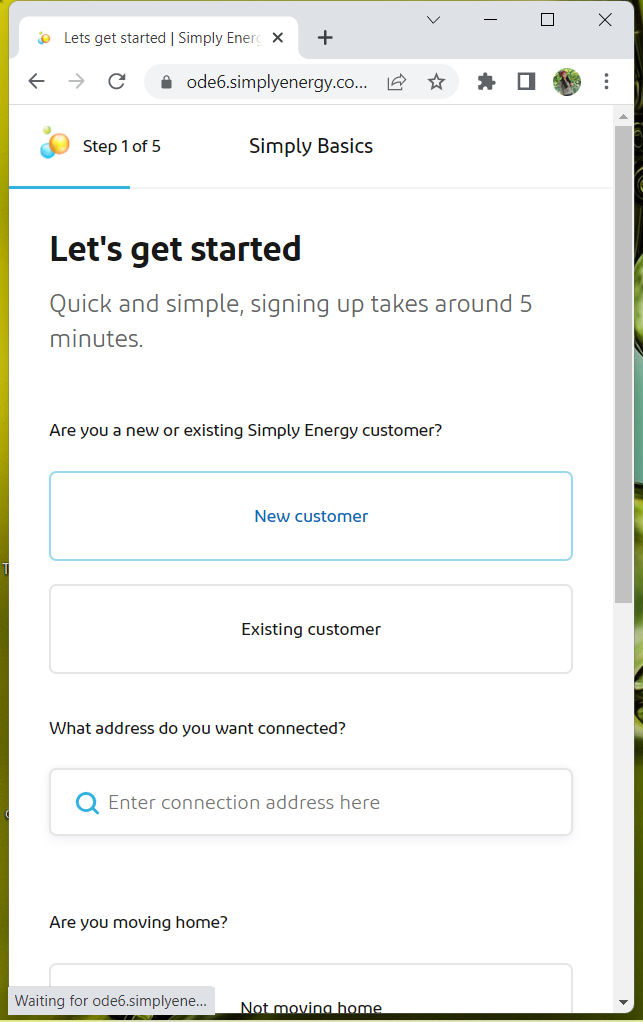 Lets get started | Simply Energ
ode6.simplyenergy.co...
Step 1 of 5
Simply Basics
Let's get started
Quick and simple, signing up takes around 5
minutes.
Are you a new or existing Simply Energy customer?
New customer
Existing customer
What address do you want connected?
Enter connection address here
Are you moving home?
Not moving home
Waiting for ode6.simplyene...